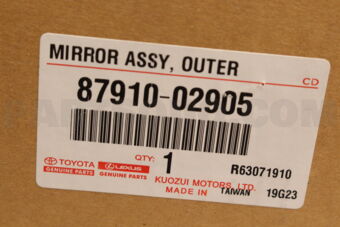 MIRROR ASSY, OUTER
CD
87910-02905
TOYOTA
GENUINE PARTS
LEXUS
GENUINE PARTS
QTY: 1
R63071910
KUOZUI MOTORS, LTD.
MADE IN TAIWAN 19G23